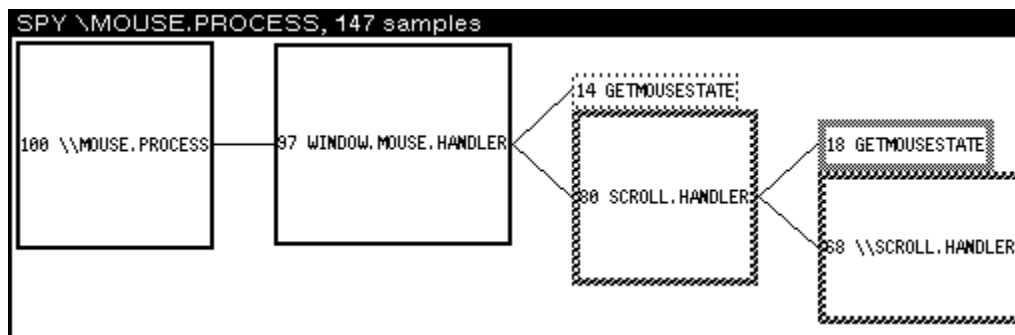 SPY \MOUSE.PROCESS, 147 samples
100 \\MOUSE.PROCESS
97 WINDOW.MOUSE.HANDLER
14 GETMOUSESTATE
80 SCROLL.HANDLER
18 GETMOUSESTATE
68 \\SCROLL.HANDLER